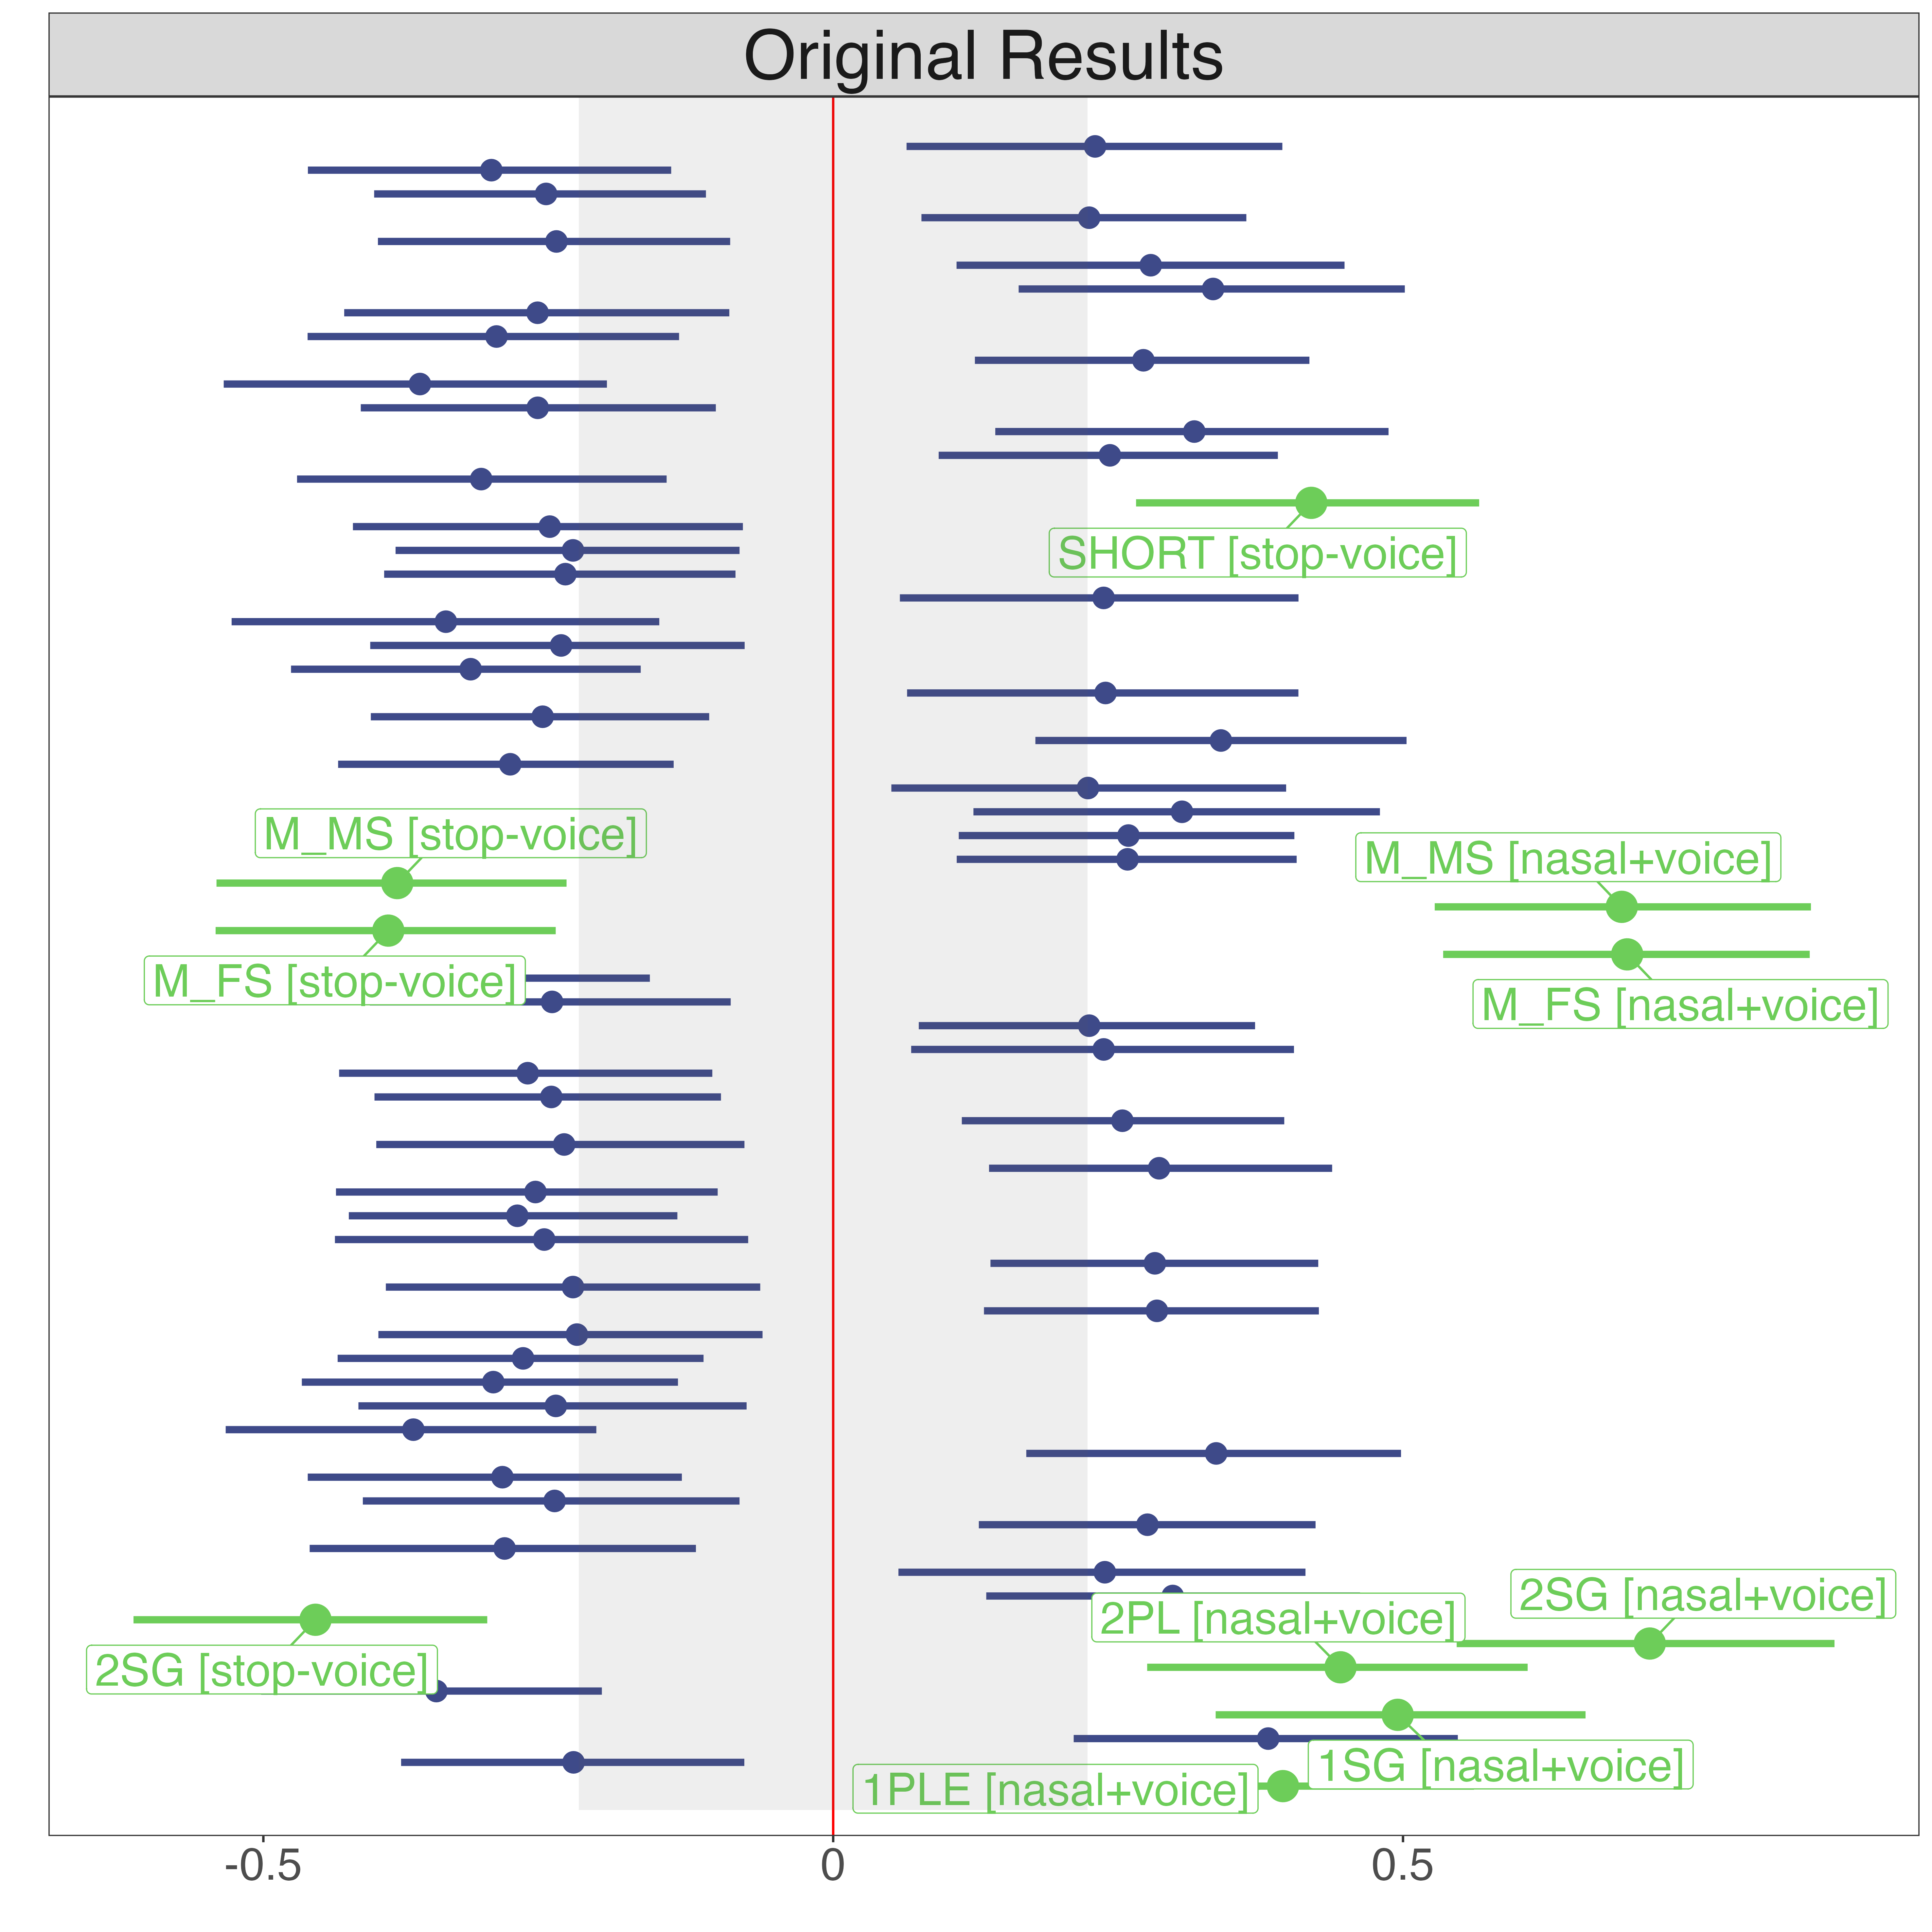 Original Results
SHORT [stop-voice]
M_MS [stop-voice]
M_MS [nasal+voice]
M_FS [stop-voice]
M_FS [nasal+voice]
2SG [nasal+voice]
2PL [nasal+voice]
2SG [stop-voice]
1SG [nasal+voice]
1PLE [nasal+voice]
-0.5 0 0.5